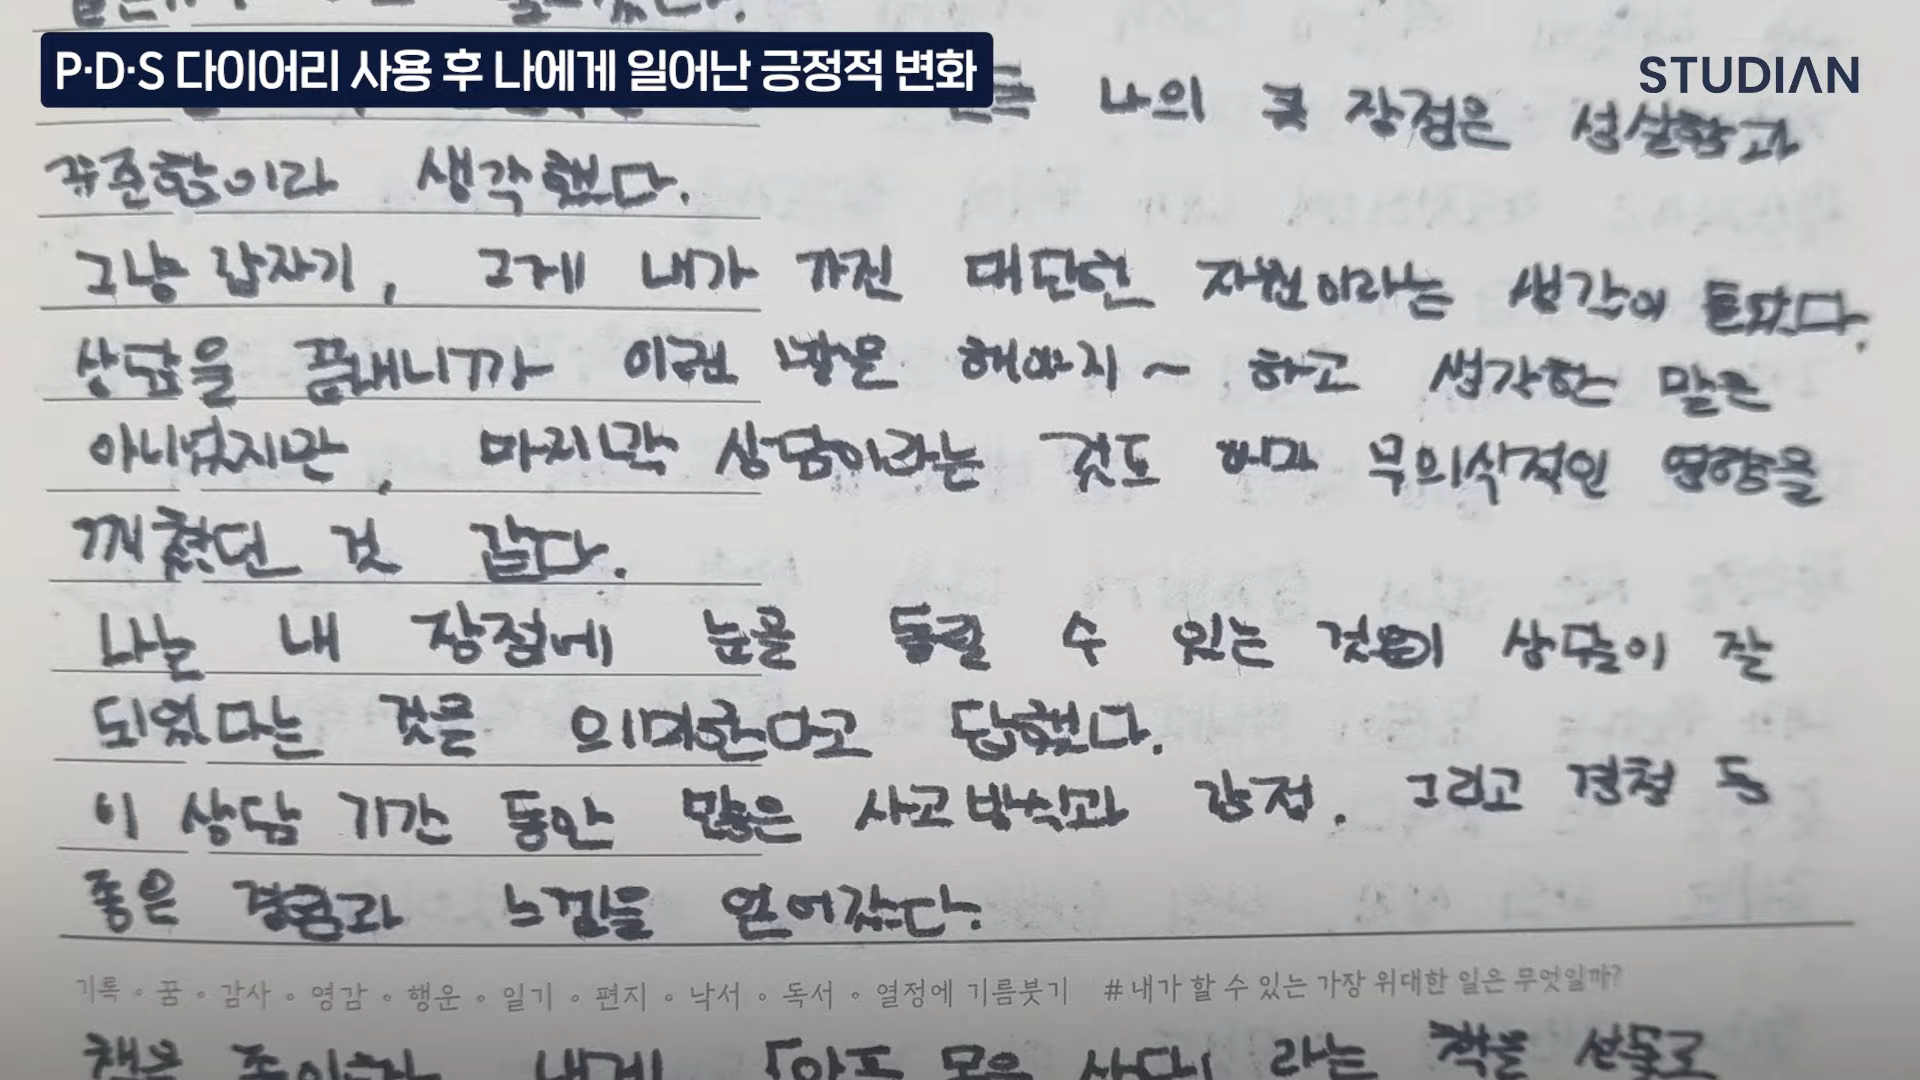 P·D·S 다이어리 사용 후 나에게 일어난 긍정적 변화
STUDIAN
나의 큰 장점은 성실함과
꾸준함이라 생각했다.
그냥 갑자기, 그게 내가 가진 대단한 자원이라는 생각이 들었다.
상담을 끝내니까 이런 말은 해야지~ 하고 생각한 말은
아니었지만, 마지막 상담이라는 것도 무의식적인 영향을
끼쳤던 것 같다.
나는 내 장점에 눈을 돌릴 수 있는 것이 상담이 잘
되었다는 것을 의미한다고 답했다.
이 상담 기간 동안 많은 사고방식과 감정. 그리고 경청 등
좋은 경험과 느낌을 얻어갔다.
기록 • 꿈 • 감사 • 영감 • 행운 • 일기 • 편지 • 낙서 • 독서 • 열정에 기름붓기 #내가 할 수 있는 가장 위대한 일은 무엇일까?
내게 라는 책을 선물로